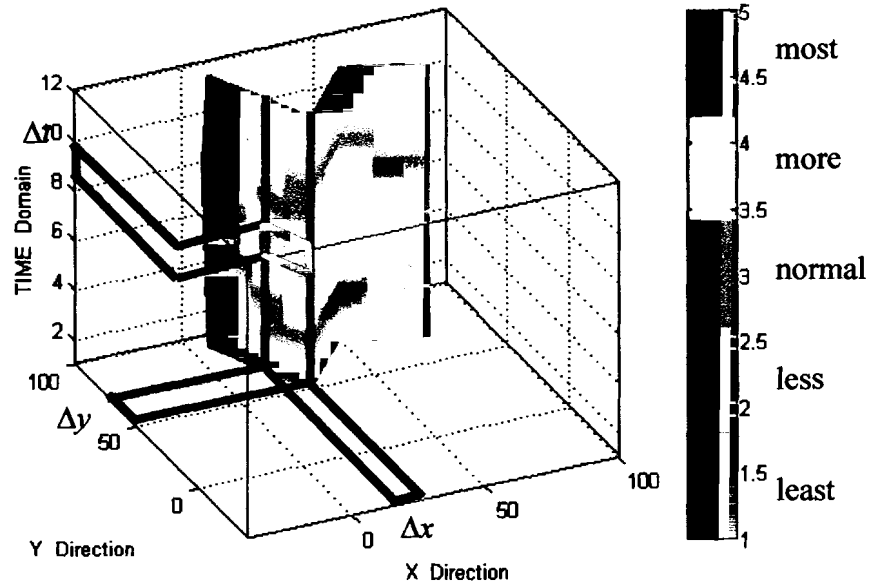 12
10
Δt
8
6
4
2
TIME Domain
100
50
0
Δy
Y Direction
0
50
100
Δx
X Direction
5
4.5
4
3.5
3
2.5
2
1.5
1
most
more
normal
less
least